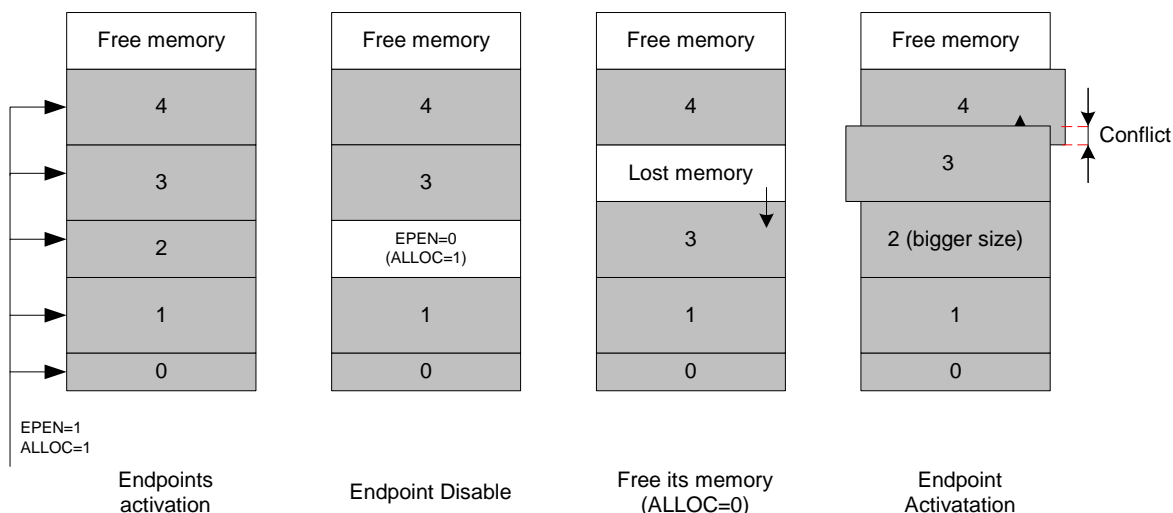 Free memory
4
3
2
1
0
EPEN=1
ALLOC=1
Endpoints
activation
Free memory
4
3
EPEN=0
(ALLOC=1)
1
0
Endpoint Disable
Free memory
4
Lost memory
3
1
0
Free its memory
(ALLOC=0)
Free memory
4
Conflict
3
2 (bigger size)
1
0
Endpoint
Activatation